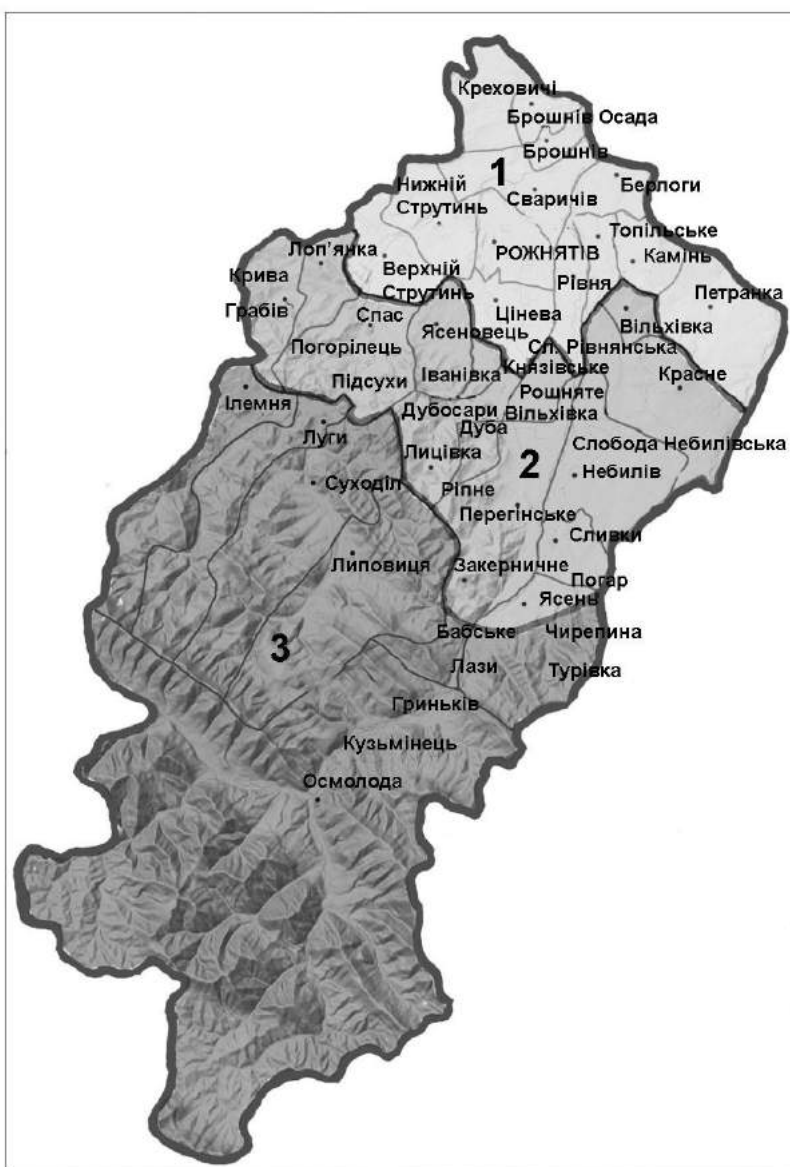 Креховичі
Брошнів Осада
Брошнів
1
Нижній
Струтинь
Сваричів
Берлоги
Топільське
Лоп’янка
РОЖНЯТІВ
Камінь
Крива
Верхній
Струтинь
Рівня
Петранка
Грабів
Спас
Цінева
Вільхівка
Ясеновець
Сл. Рівнянська
Погорілець
Князівське
Іванівка
Красне
Підсухи
Рошняте
Ілемня
Дубосари
Вільхівка
Луги
Дуба
Слобода Небилівська
Лицівка
2
Небилів
Суходіл
Ріпне
Перегінське
Сливки
Липовиця
Закерничне
Погар
Ясень
Бабське
Чирепина
3
Лази
Турівка
Гриньків
Кузьмінець
Осмолода